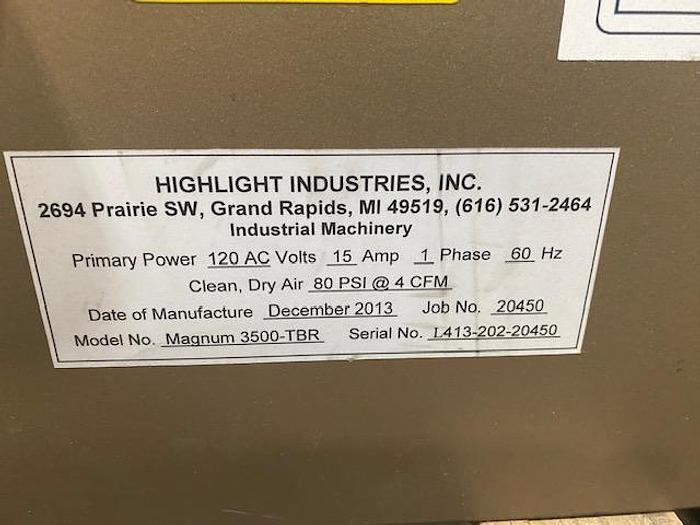 HIGHLIGHT INDUSTRIES, INC.
2694 Prairie SW, Grand Rapids, MI 49519, (616) 531-2464
Industrial Machinery
Primary Power 120 AC Volts 15 Amp 1 Phase 60 Hz
Clean, Dry Air 80 PSI @ 4 CFM
Date of Manufacture December 2013 Job No. 20450
Model No. Magnum 3500-TBR Serial No. L413-202-20450